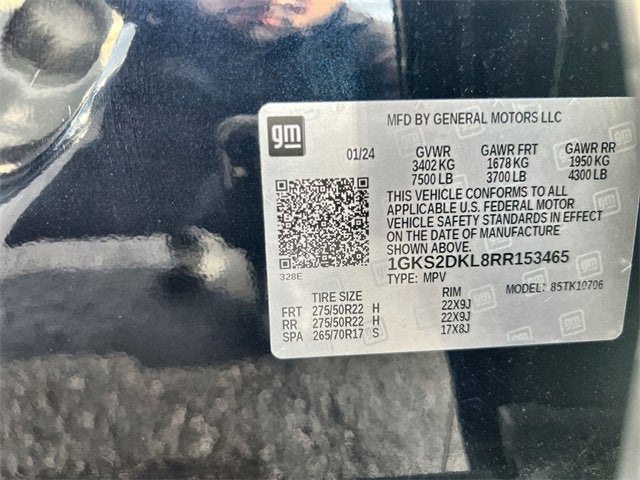 gm
MFD BY GENERAL MOTORS LLC
01/24 GVWR GAWR FRT GAWR RR
3402 KG 1678 KG 1950 KG
7500 LB 3700 LB 4300 LB
THIS VEHICLE CONFORMS TO ALL
APPLICABLE U.S. FEDERAL MOTOR
VEHICLE SAFETY STANDARDS IN EFFECT
ON THE DATE OF MANUFACTURE
SHOWN ABOVE.
1GKS2DKL8RR153465
328E
TYPE: MPV MODEL: 85TK10706
TIRE SIZE RIM
FRT 275/50R22 H 22X9J
RR 275/50R22 H 22X9J
SPA 265/70R17 S 17X8J